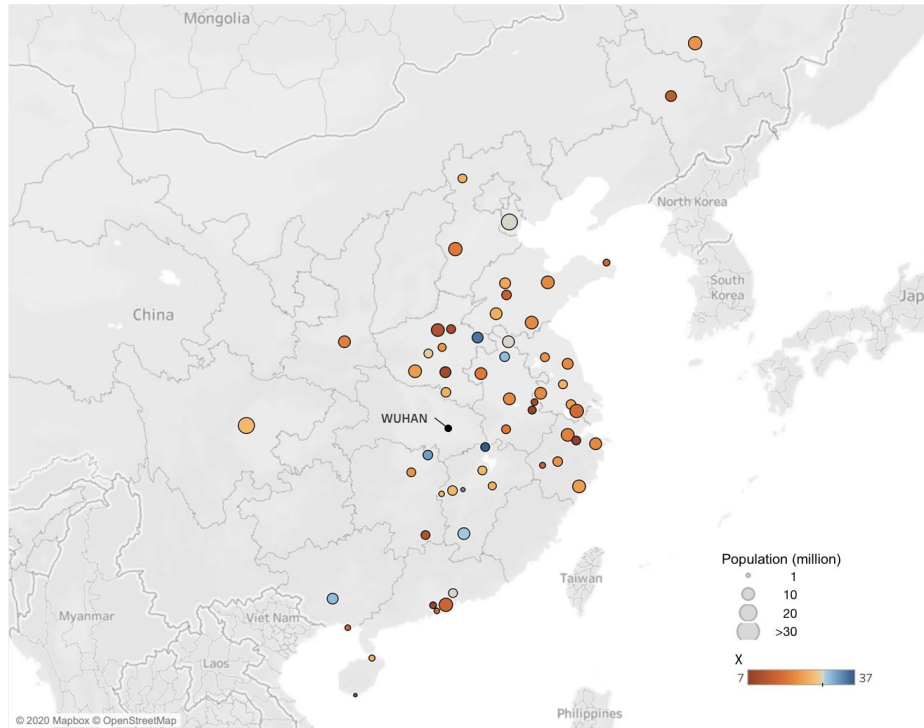 Mongolia
North Korea
South
Korea
Jap
China
WUHAN
Taiwan
Myanmar
Viet Nam
Laos
Philippines
Population (million)
1
10
20
>30
X
7 37
© 2020 Mapbox © OpenStreetMap